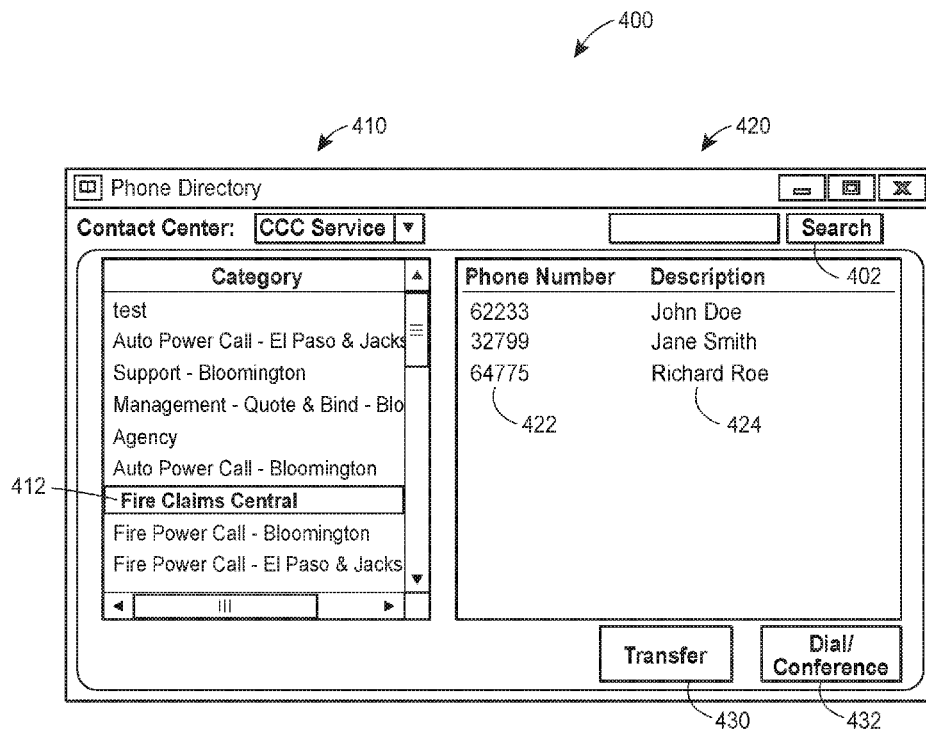 400
410
420
Phone Directory
Contact Center: CCC Service Search
402
Category
test
Auto Power Call - El Paso & Jacks
Support - Bloomington
Management - Quote & Bind - Blo
Agency
Auto Power Call - Bloomington
412
Fire Claims Central
Fire Power Call - Bloomington
Fire Power Call - El Paso & Jacks
Phone Number Description
62233 John Doe
32799 Jane Smith
64775 Richard Roe
422 424
Transfer
Dial/
Conference
430 432